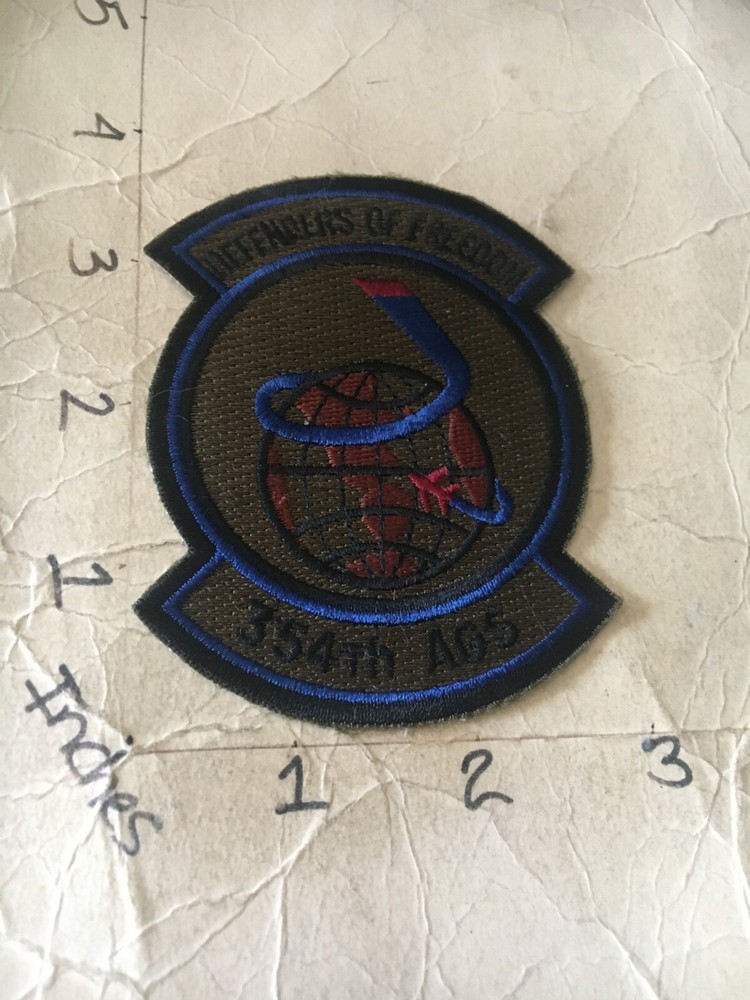 5
4
3
2
1
Inches
DEFENDERS OF FREEDOM
354Th AGS
1 2 3